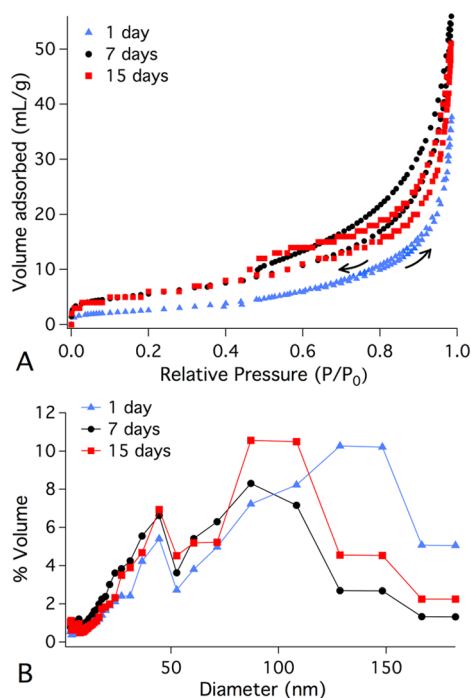 1 day
7 days
15 days
Volume adsorbed (mL/g)
50
40
30
20
10
0
0.0 0.2 0.4 0.6 0.8 1.0
A
Relative Pressure (P/P0)
12
10
8
6
4
2
0
1 day
7 days
15 days
% Volume
50 100 150
B
Diameter (nm)